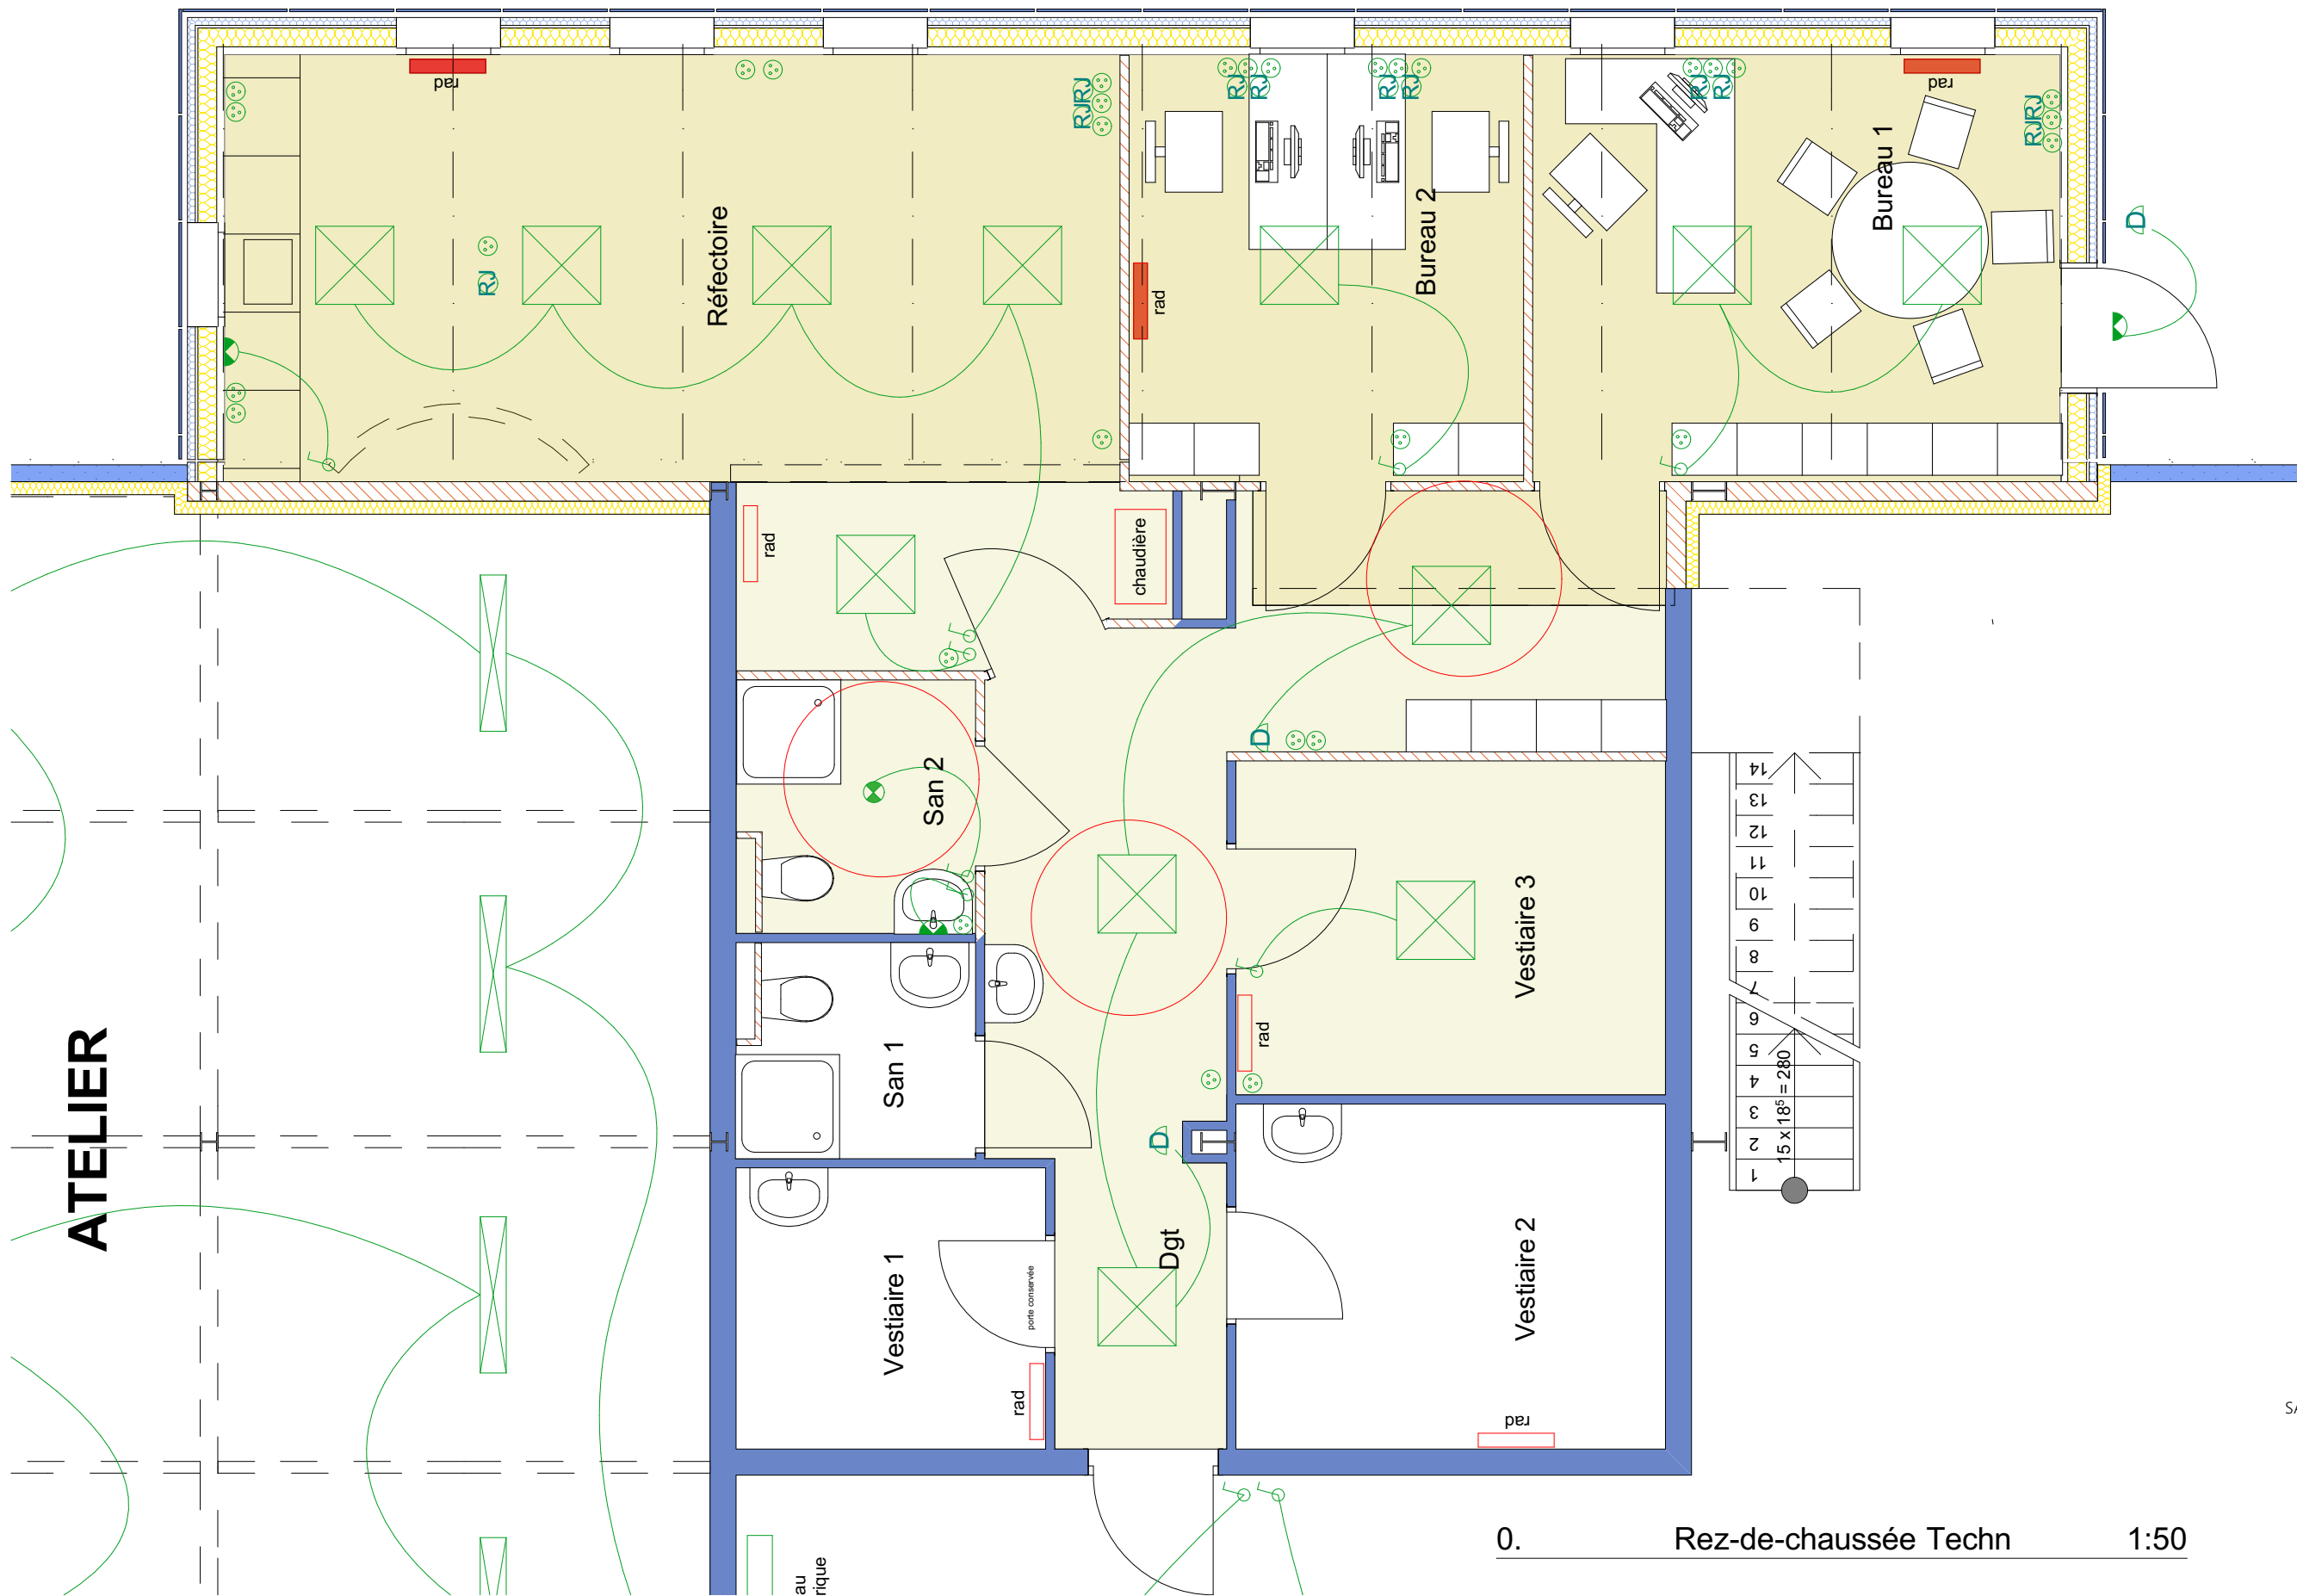 rad
rad
RJRJ
RJ
RJ
RJ
RJ
RJ
RJ
RJRJ
Réfectoire
RJ
Bureau 2
Bureau 1
D
rad
rad
chaudière
D
San 2
14
13
12
11
10
9
8
7
6
5
4
3
2
1
15 x 18⁵ = 280
Vestiaire 3
rad
San 1
ATELIER
D
Dgt
Vestiaire 1
porte conservée
rad
Vestiaire 2
rad
SA
au
rique
0. Rez-de-chaussée Techn 1:50